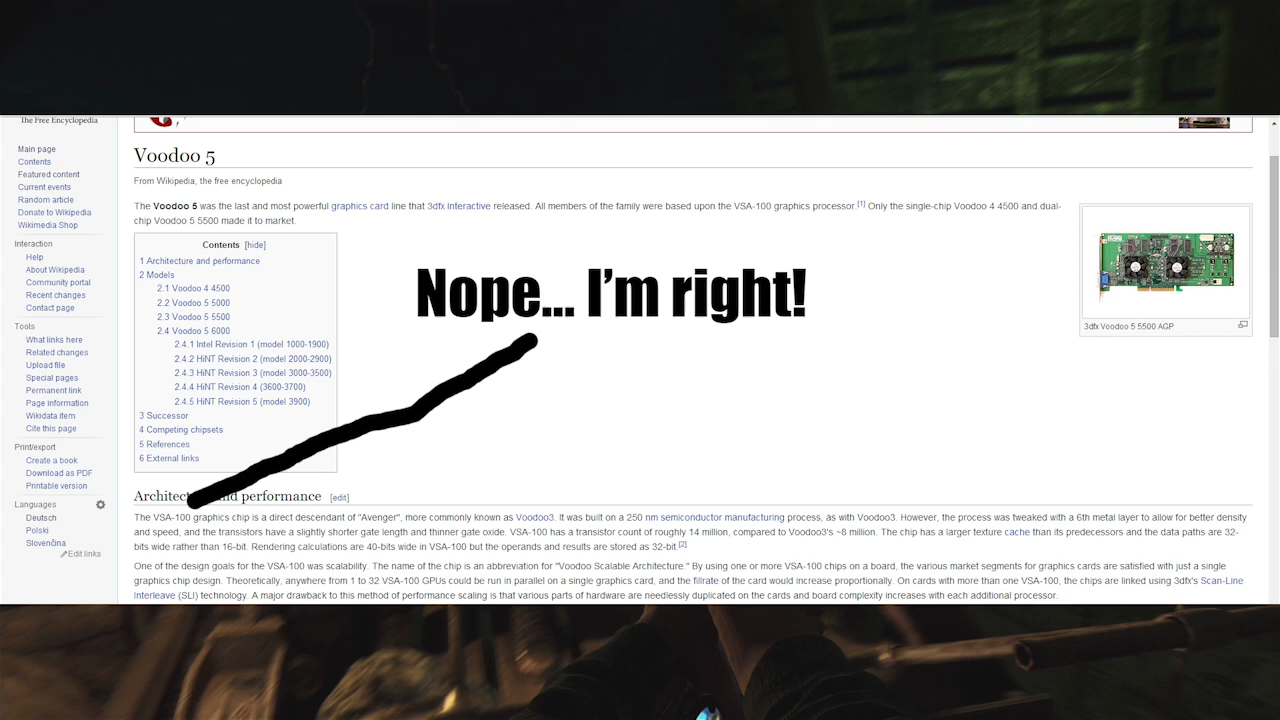 The Free Encyclopedia
Main page
Contents
Featured content
Current events
Random article
Donate to Wikipedia
Wikimedia Shop
Interaction
Help
About Wikipedia
Community portal
Recent changes
Contact page
Tools
What links here
Related changes
Upload file
Special pages
Permanent link
Page information
Wikidata item
Cite this page
Print/export
Create a book
Download as PDF
Printable version
Languages
Deutsch
Polski
Slovenčina
Edit links
Voodoo 5
From Wikipedia, the free encyclopedia
The Voodoo 5 was the last and most powerful graphics card line that 3dfx Interactive released. All members of the family were based upon the VSA-100 graphics processor.[1] Only the single-chip Voodoo 4 4500 and dual-
chip Voodoo 5 5500 made it to market.
Contents [hide]
1 Architecture and performance
2 Models
2.1 Voodoo 4 4500
2.2 Voodoo 5 5000
2.3 Voodoo 5 5500
2.4 Voodoo 5 6000
2.4.1 Intel Revision 1 (model 1000-1900)
2.4.2 HiNT Revision 2 (model 2000-2900)
2.4.3 HiNT Revision 3 (model 3000-3500)
2.4.4 HiNT Revision 4 (3600-3700)
2.4.5 HiNT Revision 5 (model 3900)
3 Successor
4 Competing chipsets
5 References
6 External links
Nope... I'm right!
3dfx Voodoo 5 5500 AGP
performance [edit]
The VSA-100 graphics chip is a direct descendant of "Avenger", more commonly known as Voodoo3. It was built on a 250 nm semiconductor manufacturing process, as with Voodoo3. However, the process was tweaked with a 6th metal layer to allow for better density
and speed, and the transistors have a slightly shorter gate length and thinner gate oxide. VSA-100 has a transistor count of roughly 14 million, compared to Voodoo3's ~8 million. The chip has a larger texture cache than its predecessors and the data paths are 32-
bits wide rather than 16-bit. Rendering calculations are 40-bits wide in VSA-100 but the operands and results are stored as 32-bit.[2]
One of the design goals for the VSA-100 was scalability. The name of the chip is an abbreviation for "Voodoo Scalable Architecture." By using one or more VSA-100 chips on a board, the various market segments for graphics cards are satisfied with just a single
graphics chip design. Theoretically, anywhere from 1 to 32 VSA-100 GPUs could be run in parallel on a single graphics card, and the fillrate of the card would increase proportionally. On cards with more than one VSA-100, the chips are linked using 3dfx's Scan-Line
Interleave (SLI) technology. A major drawback to this method of performance scaling is that various parts of hardware are needlessly duplicated on the cards and board complexity increases with each additional processor.